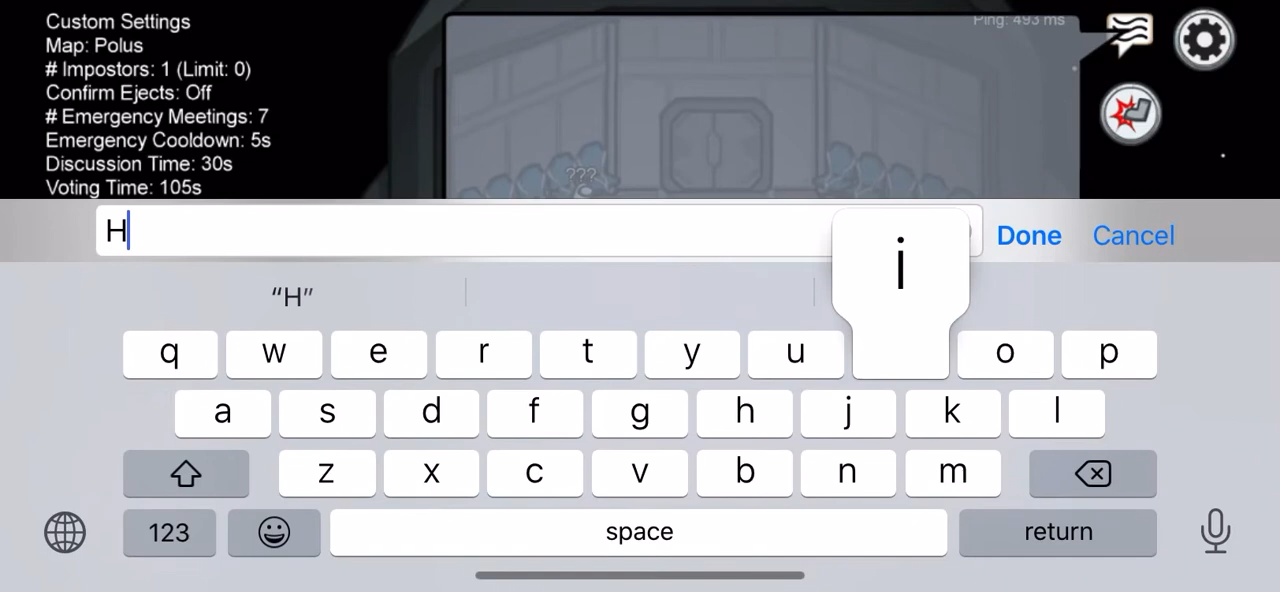 Custom Settings
Map: Polus
# Impostors: 1 (Limit: 0)
Confirm Ejects: Off
# Emergency Meetings: 7
Emergency Cooldown: 5s
Discussion Time: 30s
Voting Time: 105s
Ping: 493 ms
???
H
Done
Cancel
“H”
i
q w e r t y u o p
a s d f g h j k l
z x c v b n m
123
space
return